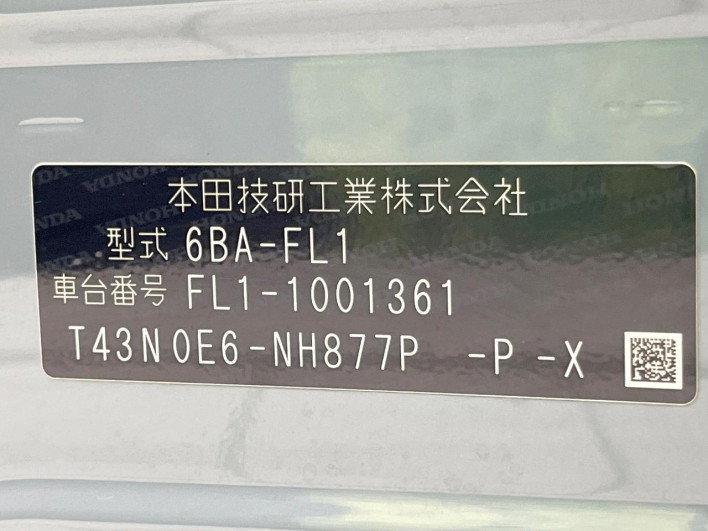 本田技研工業株式会社
型式 6BA-FL1
車台番号 FL1-1001361
T43N0E6-NH877P -P-X